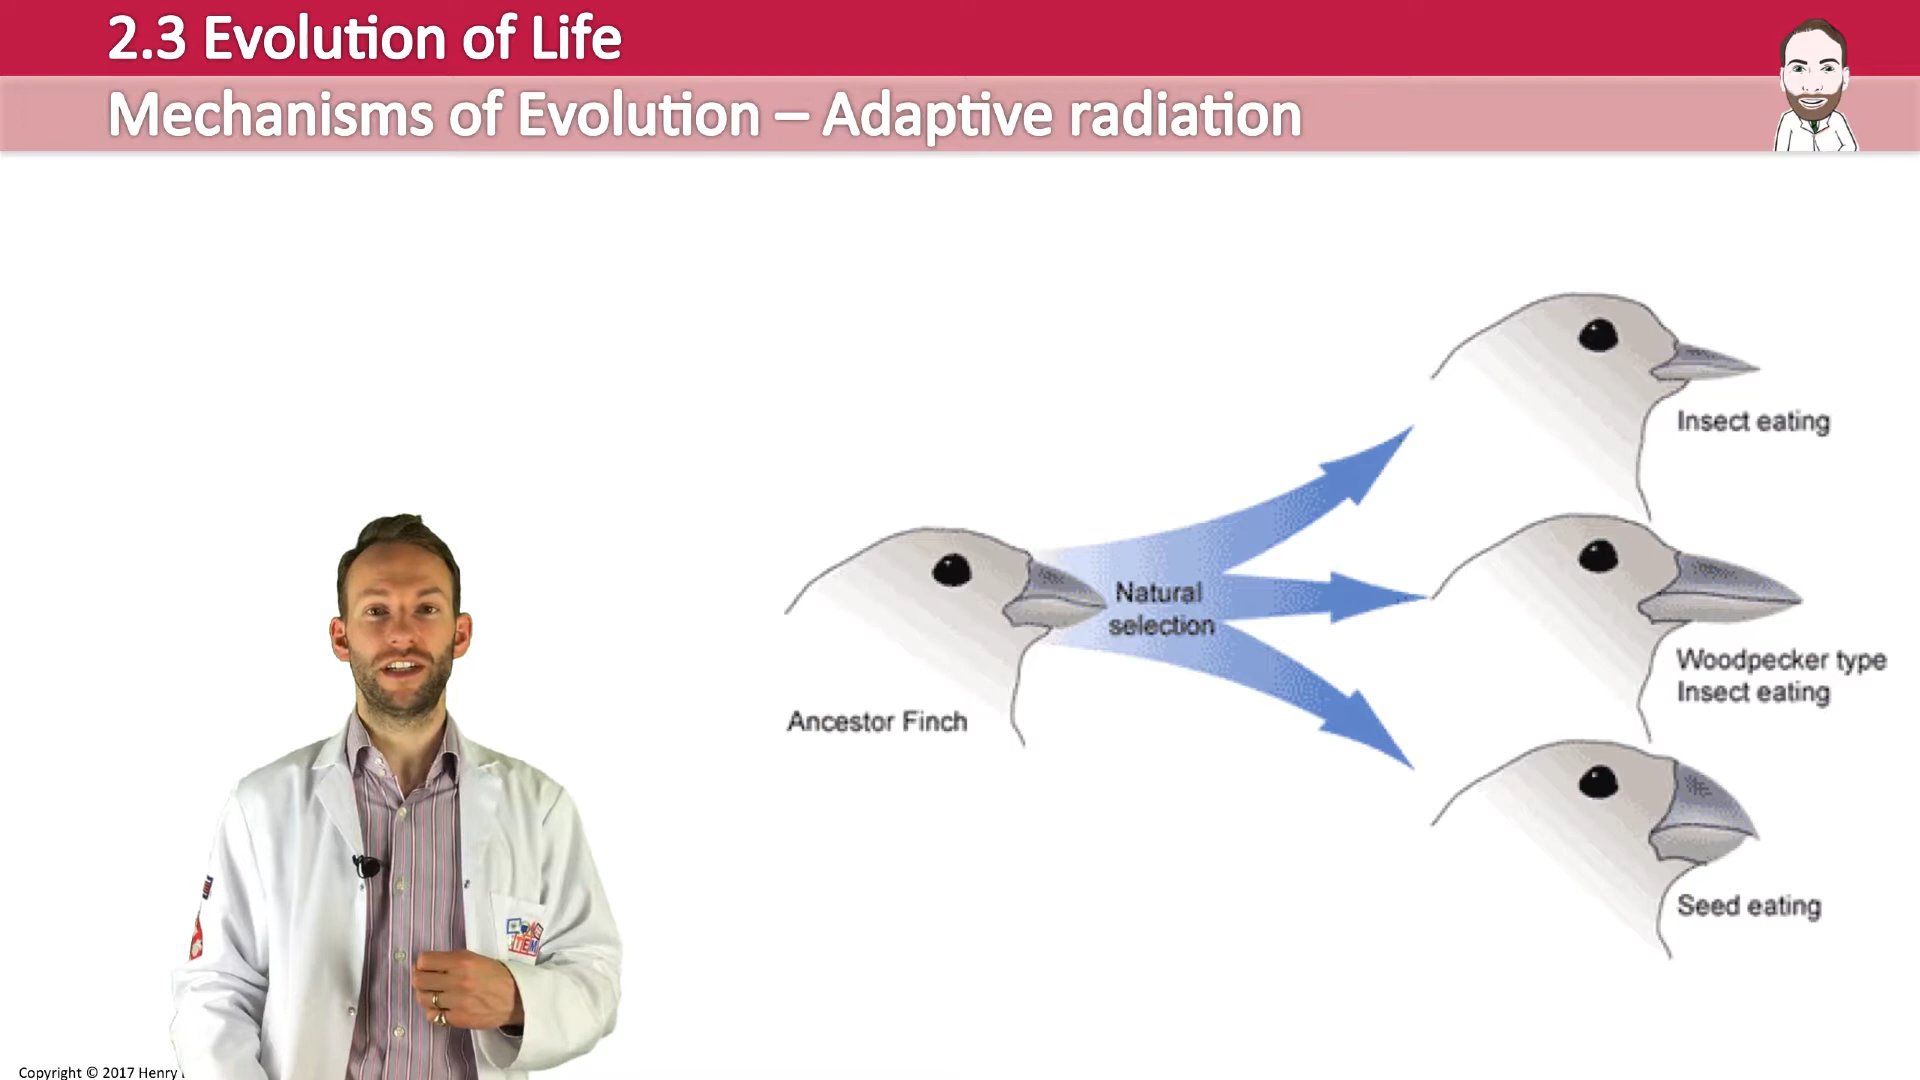 2.3 Evolution of Life
Mechanisms of Evolution – Adaptive radiation
Insect eating
Natural
selection
Woodpecker type
Insect eating
Ancestor Finch
Seed eating
TEM
Copyright © 2017 Henry